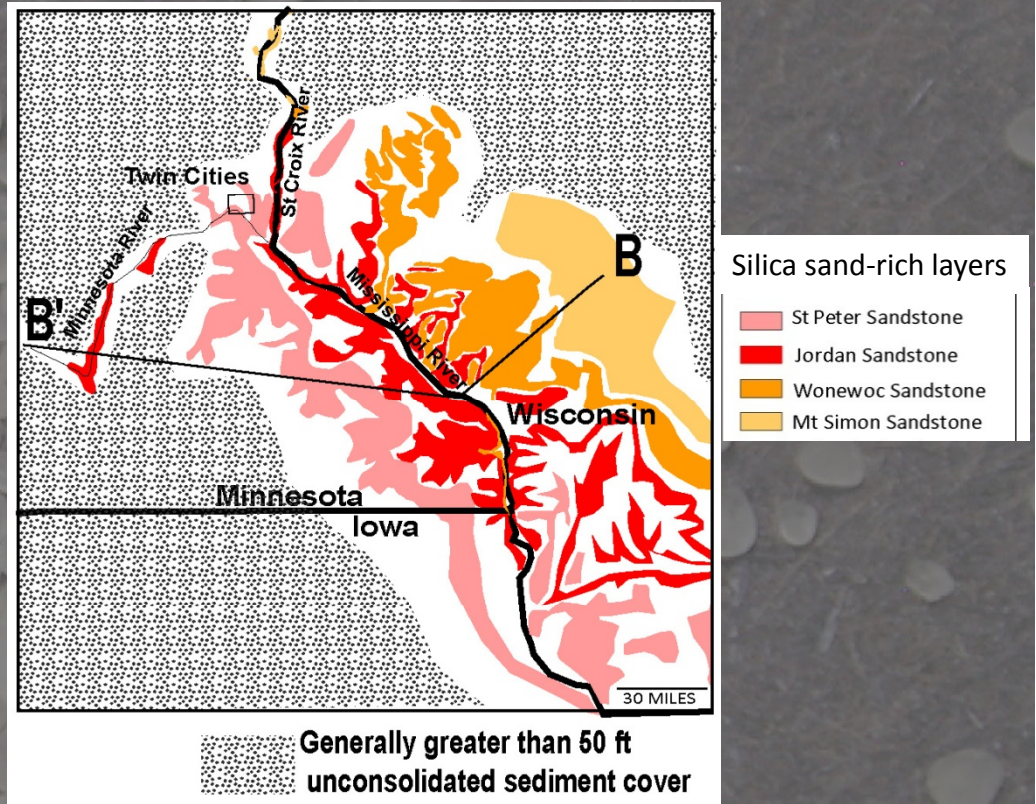 St Croix River
Twin Cities
Minnesota River
B'
B
Mississippi River
Wisconsin
Minnesota
Iowa
30 MILES
Generally greater than 50 ft
unconsolidated sediment cover
Silica sand-rich layers
St Peter Sandstone
Jordan Sandstone
Wonewoc Sandstone
Mt Simon Sandstone